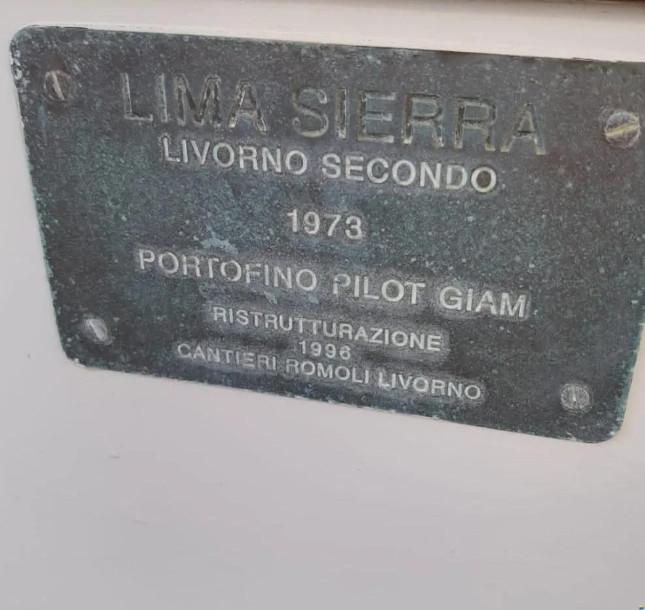 LIMA SIERRA
LIVORNO SECONDO
1973
PORTOFINO PILOT GIAM
RISTRUTTURAZIONE
1996
CANTIERI ROMOLI LIVORNO